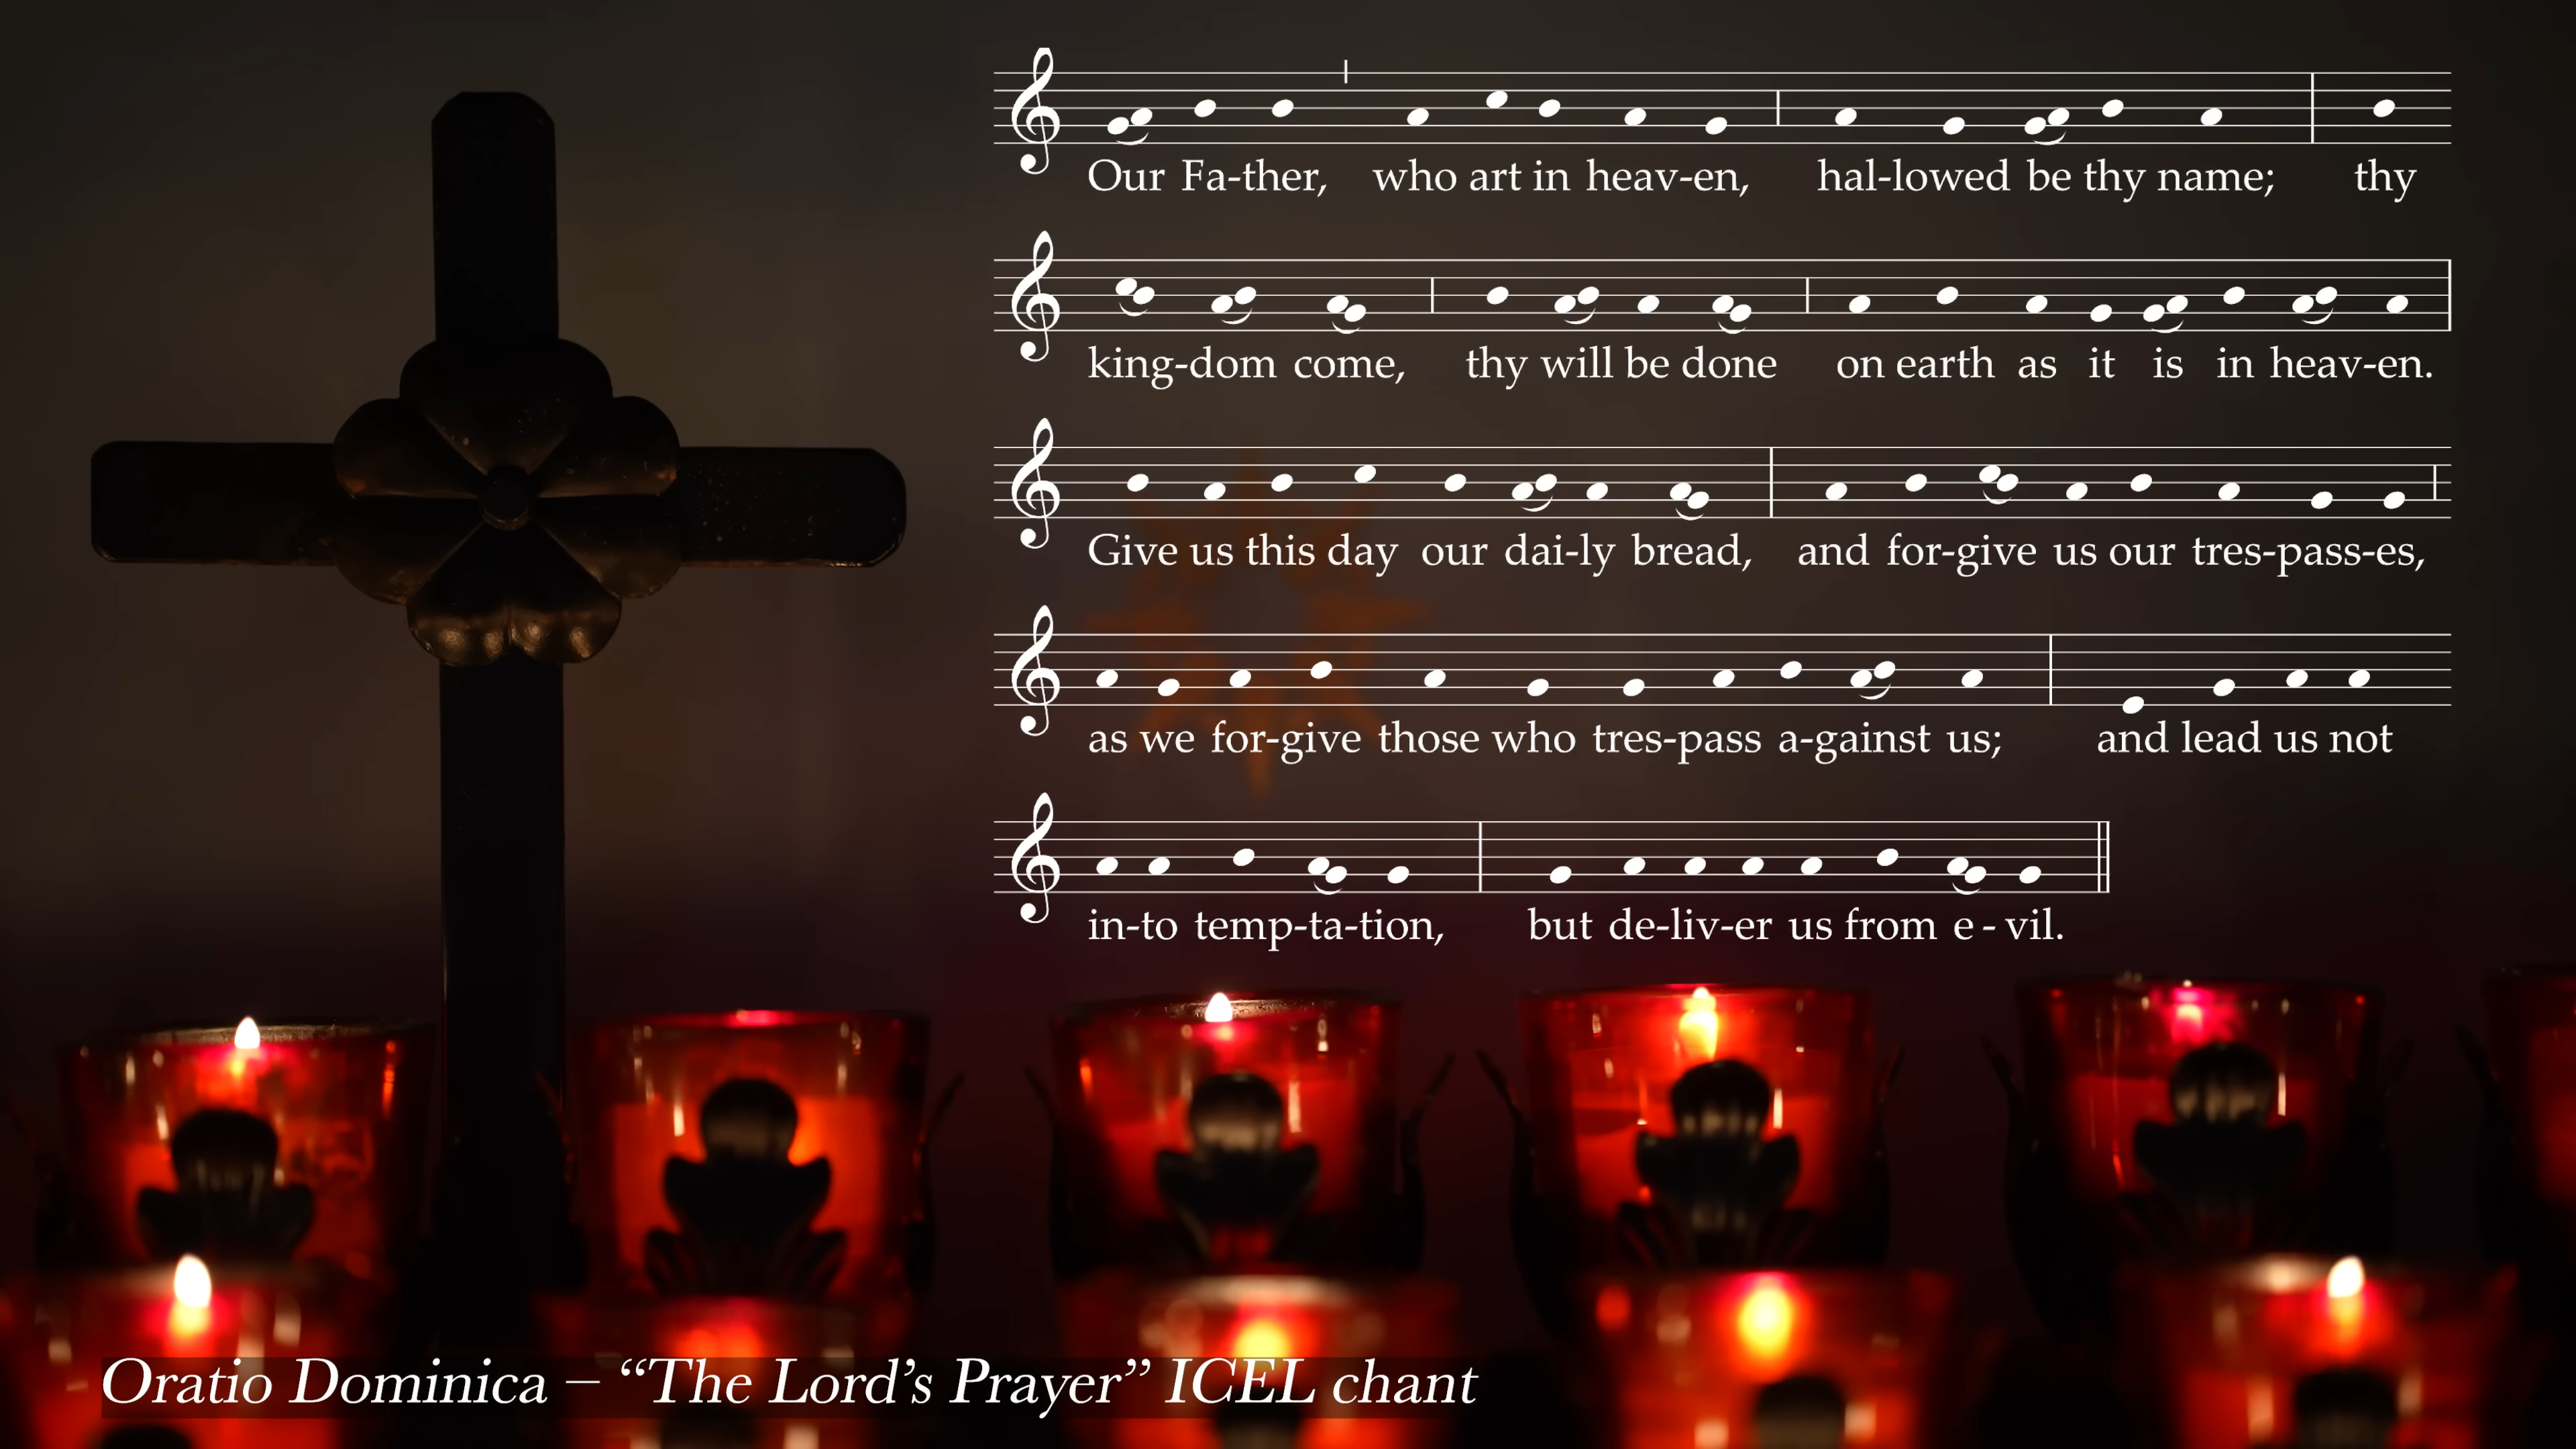 Our Fa-ther, who art in heav-en, hal-lowed be thy name; thy
king-dom come, thy will be done on earth as it is in heav-en.
Give us this day our dai-ly bread, and for-give us our tres-pass-es,
as we for-give those who tres-pass a-gainst us; and lead us not
in-to temp-ta-tion, but de-liv-er us from e - vil.
Oratio Dominica – “The Lord’s Prayer” ICEL chant